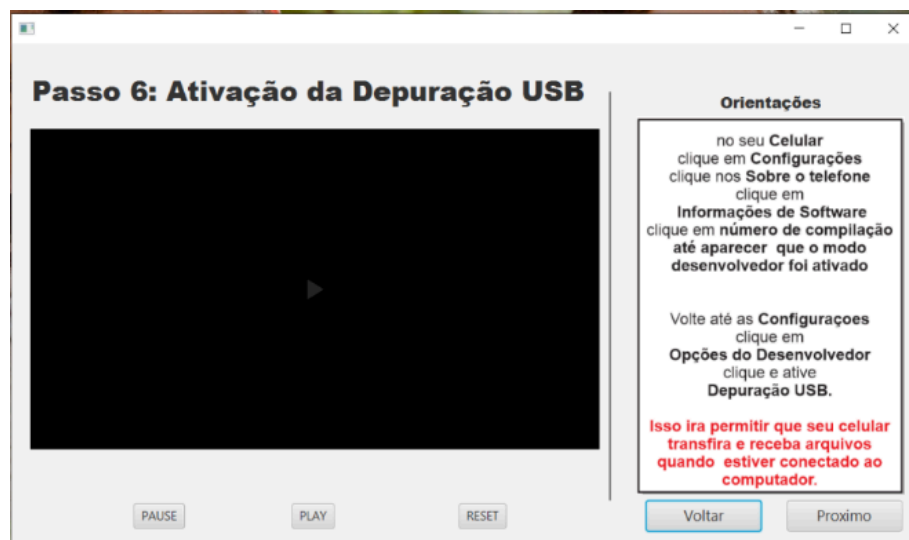 Passo 6: Ativação da Depuração USB
Orientações
no seu Celular
clique em Configurações
clique nos Sobre o telefone
clique em
Informações de Software
clique em número de compilação
até aparecer que o modo
desenvolvedor foi ativado
Volte até as Configuraçoes
clique em
Opções do Desenvolvedor
clique e ative
Depuração USB.
Isso ira permitir que seu celular
transfira e receba arquivos
quando estiver conectado ao
computador.
PAUSE
PLAY
RESET
Voltar
Proximo